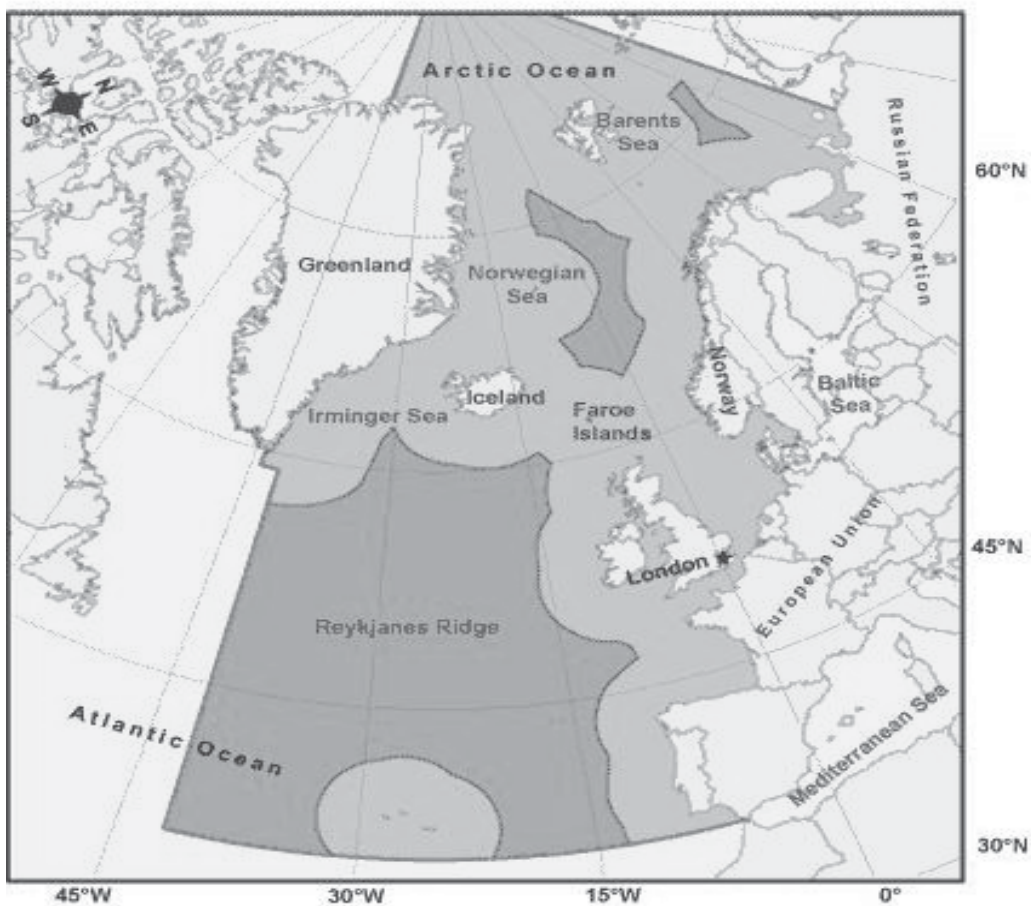 Arctic Ocean
W
N
S
E
Barents
Sea
Russian Federation
60°N
Greenland
Norwegian
Sea
Norway
Baltic
Sea
Iceland
Irminger Sea
Faroe
Islands
London
European Union
45°N
Reykjanes Ridge
Atlantic Ocean
Mediterranean Sea
30°N
45°W
30°W
15°W
0°